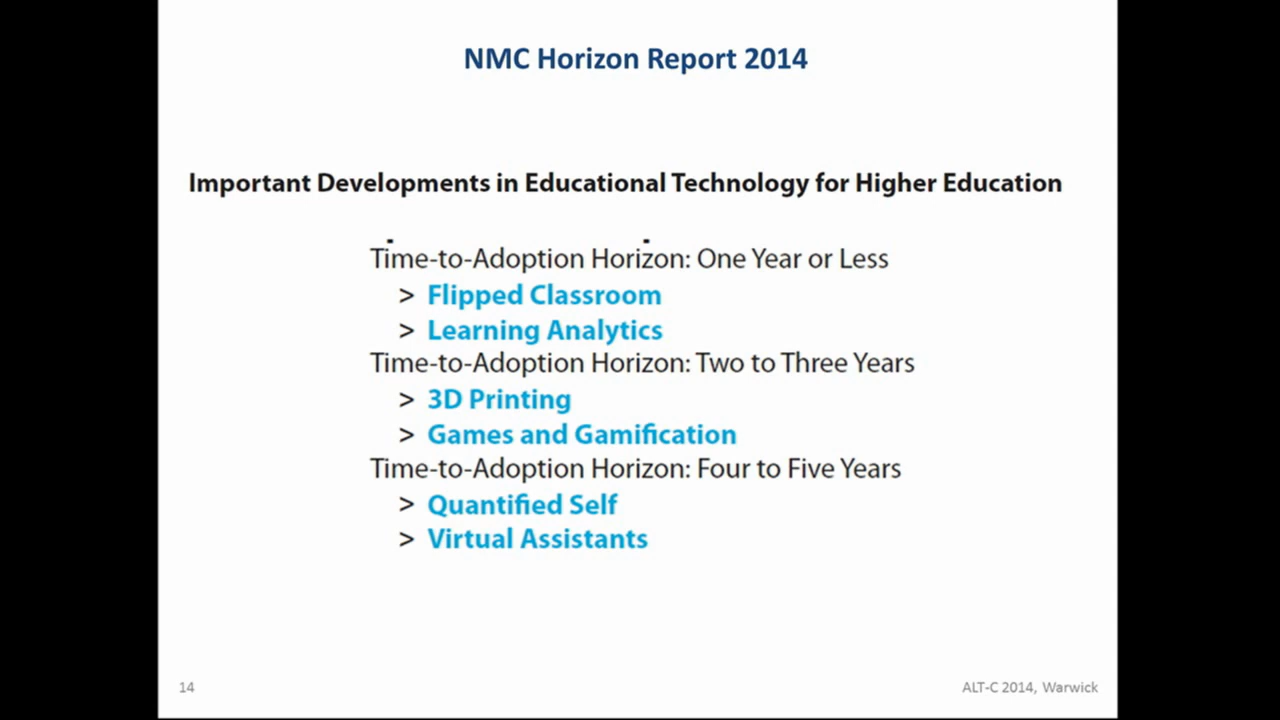 NMC Horizon Report 2014
Important Developments in Educational Technology for Higher Education
Time-to-Adoption Horizon: One Year or Less
> Flipped Classroom
> Learning Analytics
Time-to-Adoption Horizon: Two to Three Years
> 3D Printing
> Games and Gamification
Time-to-Adoption Horizon: Four to Five Years
> Quantified Self
> Virtual Assistants
14
ALT-C 2014, Warwick